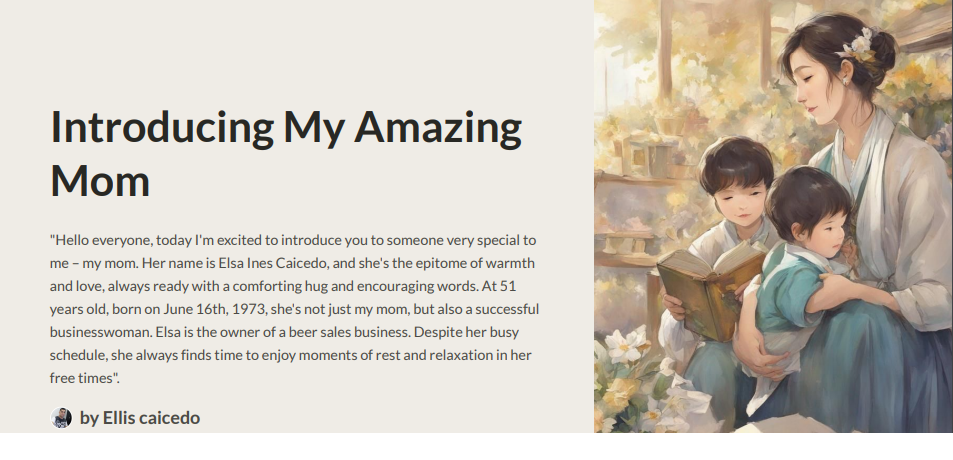 Introducing My Amazing
Mom
"Hello everyone, today I'm excited to introduce you to someone very special to
me – my mom. Her name is Elsa Ines Caicedo, and she's the epitome of warmth
and love, always ready with a comforting hug and encouraging words. At 51
years old, born on June 16th, 1973, she's not just my mom, but also a successful
businesswoman. Elsa is the owner of a beer sales business. Despite her busy
schedule, she always finds time to enjoy moments of rest and relaxation in her
free times".
by Ellis caicedo